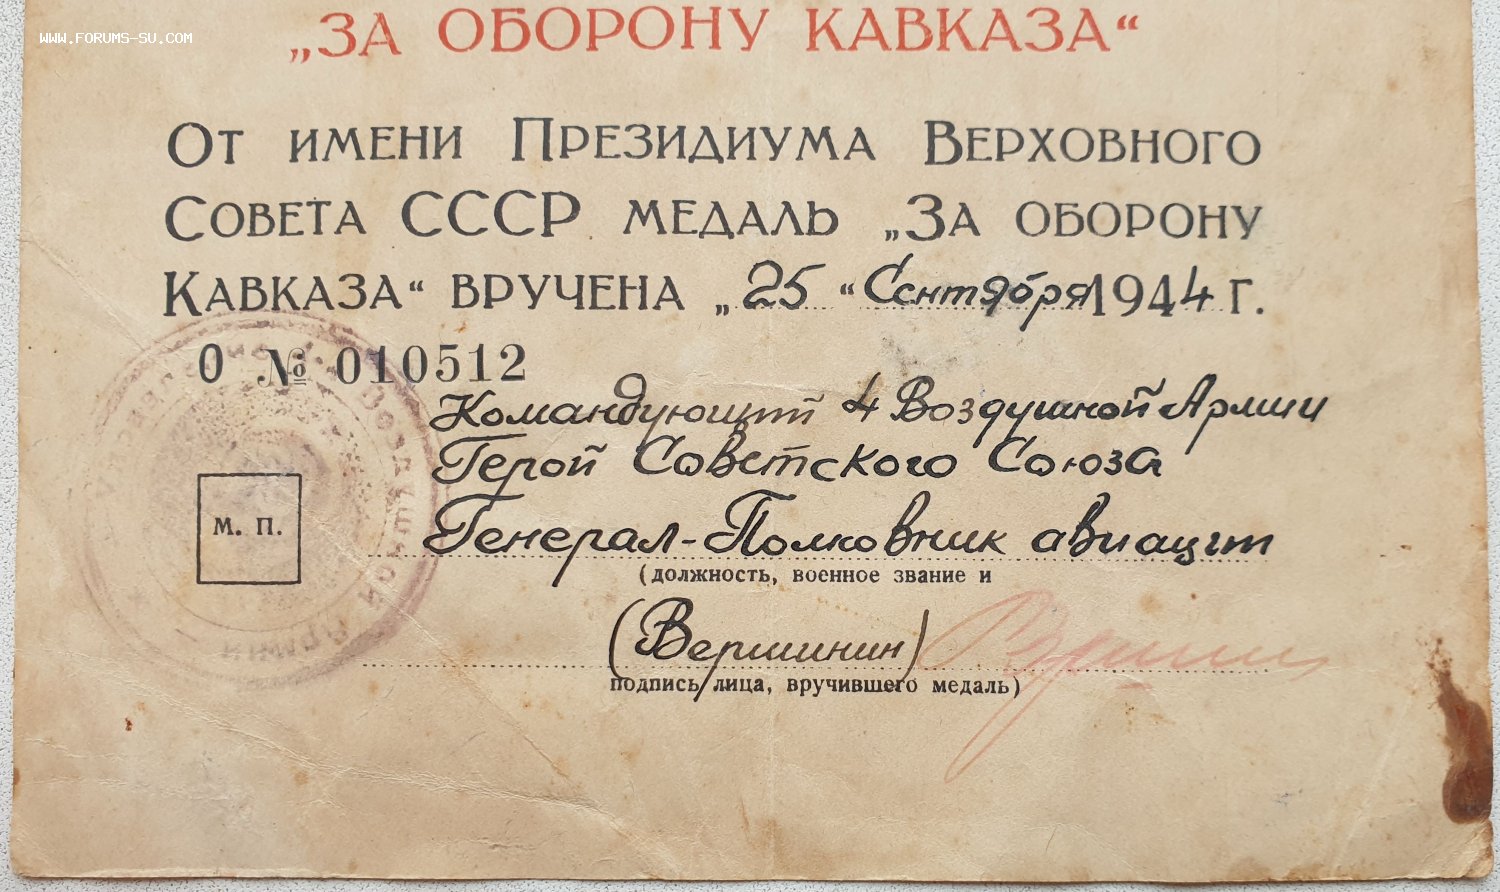 WWW.FORUMS-SU.COM
„ЗА ОБОРОНУ КАВКАЗА“
От имени Президиума Верховного
Совета СССР медаль „За оборону
Кавказа“ вручена „25“ Сентября 1944 г.
О № 010512
Командующий 4 Воздушной Армии
Герой Советского Союза
Генерал-Полковник авиации
М. П.
(должность, военное звание и
(Вершинин)
подпись лица, вручившего медаль)